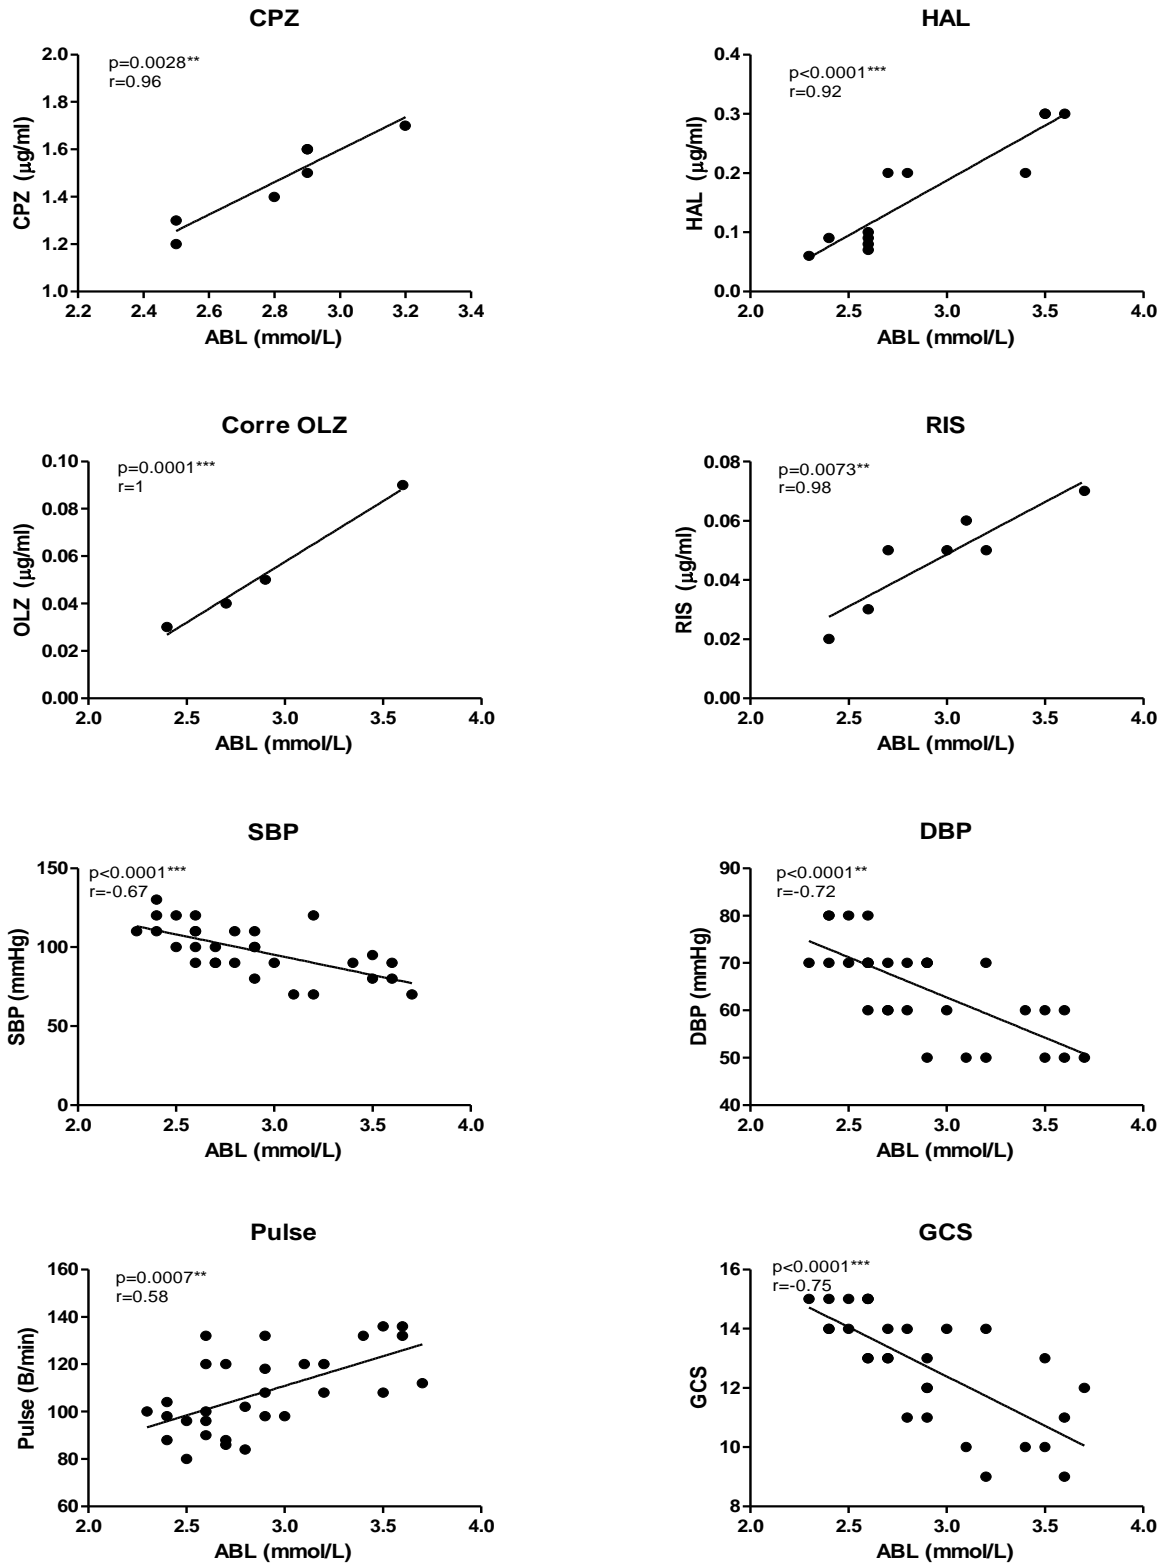 CPZ
p=0.0028**
r=0.96
2.0
1.8
1.6
1.4
1.2
1.0
CPZ (µg/ml)
2.2 2.4 2.6 2.8 3.0 3.2 3.4
ABL (mmol/L)
HAL
p<0.0001***
r=0.92
0.4
0.3
0.2
0.1
0.0
HAL (µg/ml)
2.0 2.5 3.0 3.5 4.0
ABL (mmol/L)
Corre OLZ
p=0.0001***
r=1
0.10
0.08
0.06
0.04
0.02
0.00
OLZ (µg/ml)
2.0 2.5 3.0 3.5 4.0
ABL (mmol/L)
RIS
p=0.0073**
r=0.98
0.08
0.06
0.04
0.02
0.00
RIS (µg/ml)
2.0 2.5 3.0 3.5 4.0
ABL (mmol/L)
SBP
p<0.0001***
r=-0.67
150
100
50
0
SBP (mmHg)
2.0 2.5 3.0 3.5 4.0
ABL (mmol/L)
DBP
p<0.0001**
r=-0.72
90
80
70
60
50
40
DBP (mmHg)
2.0 2.5 3.0 3.5 4.0
ABL (mmol/L)
Pulse
p=0.0007**
r=0.58
160
140
120
100
80
60
Pulse (B/min)
2.0 2.5 3.0 3.5 4.0
ABL (mmol/L)
GCS
p<0.0001***
r=-0.75
16
14
12
10
8
GCS
2.0 2.5 3.0 3.5 4.0
ABL (mmol/L)